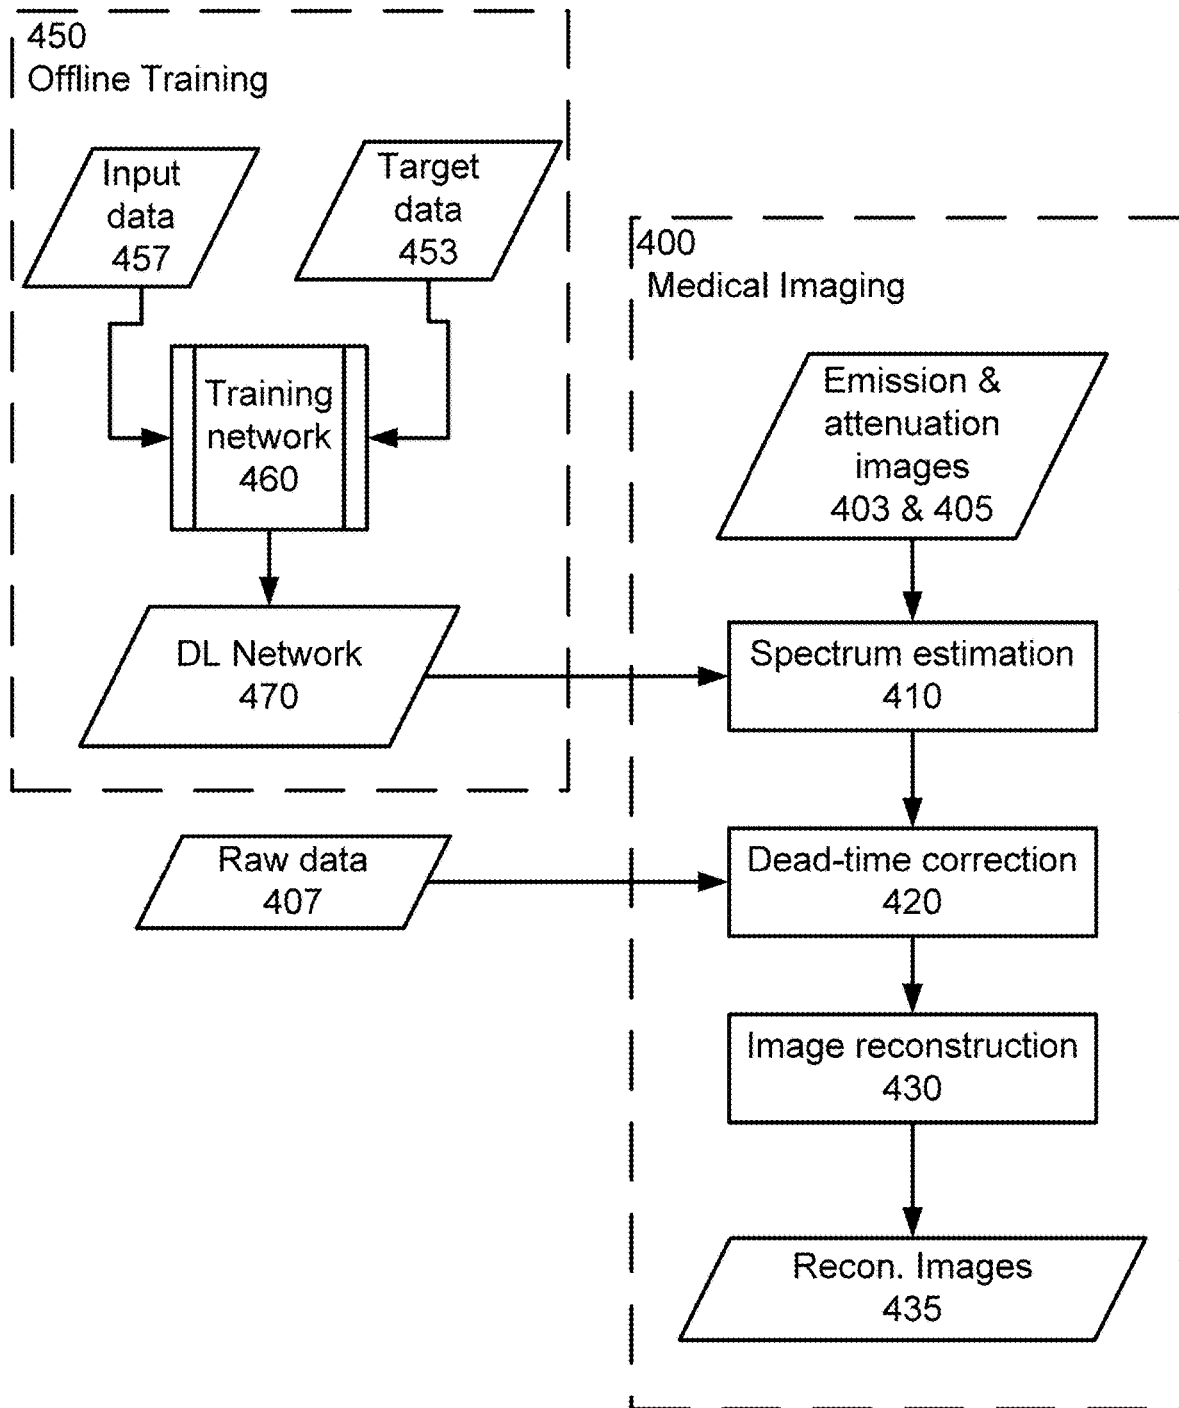 450
Offline Training
Input
data
457
Target
data
453
Training
network
460
DL Network
470
Raw data
407
400
Medical Imaging
Emission &
attenuation
images
403 & 405
Spectrum estimation
410
Dead-time correction
420
Image reconstruction
430
Recon. Images
435